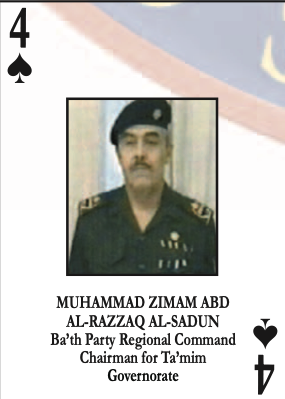 4
MUHAMMAD ZIMAM ABD
AL-RAZZAQ AL-SADUN
Ba'th Party Regional Command
Chairman for Ta'mim
Governorate
4